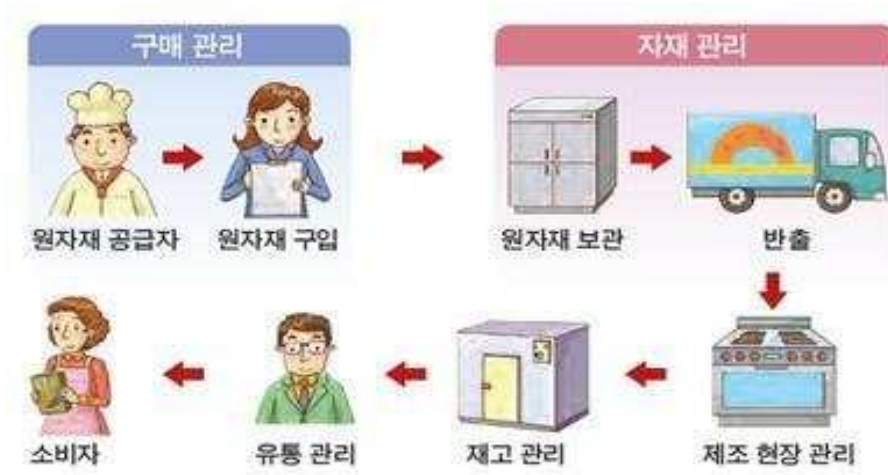 구매 관리
자재 관리
원자재 공급자
원자재 구입
원자재 보관
반출
소비자
유통 관리
재고 관리
제조 현장 관리